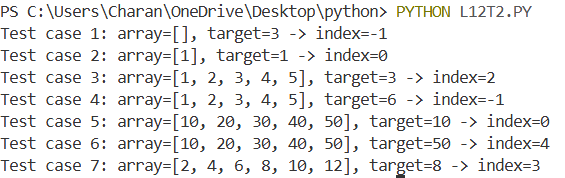 PS C:\Users\Charan\OneDrive\Desktop\python> PYTHON L12T2.PY
Test case 1: array=[], target=3 -> index=-1
Test case 2: array=[1], target=1 -> index=0
Test case 3: array=[1, 2, 3, 4, 5], target=3 -> index=2
Test case 4: array=[1, 2, 3, 4, 5], target=6 -> index=-1
Test case 5: array=[10, 20, 30, 40, 50], target=10 -> index=0
Test case 6: array=[10, 20, 30, 40, 50], target=50 -> index=4
Test case 7: array=[2, 4, 6, 8, 10, 12], target=8 -> index=3